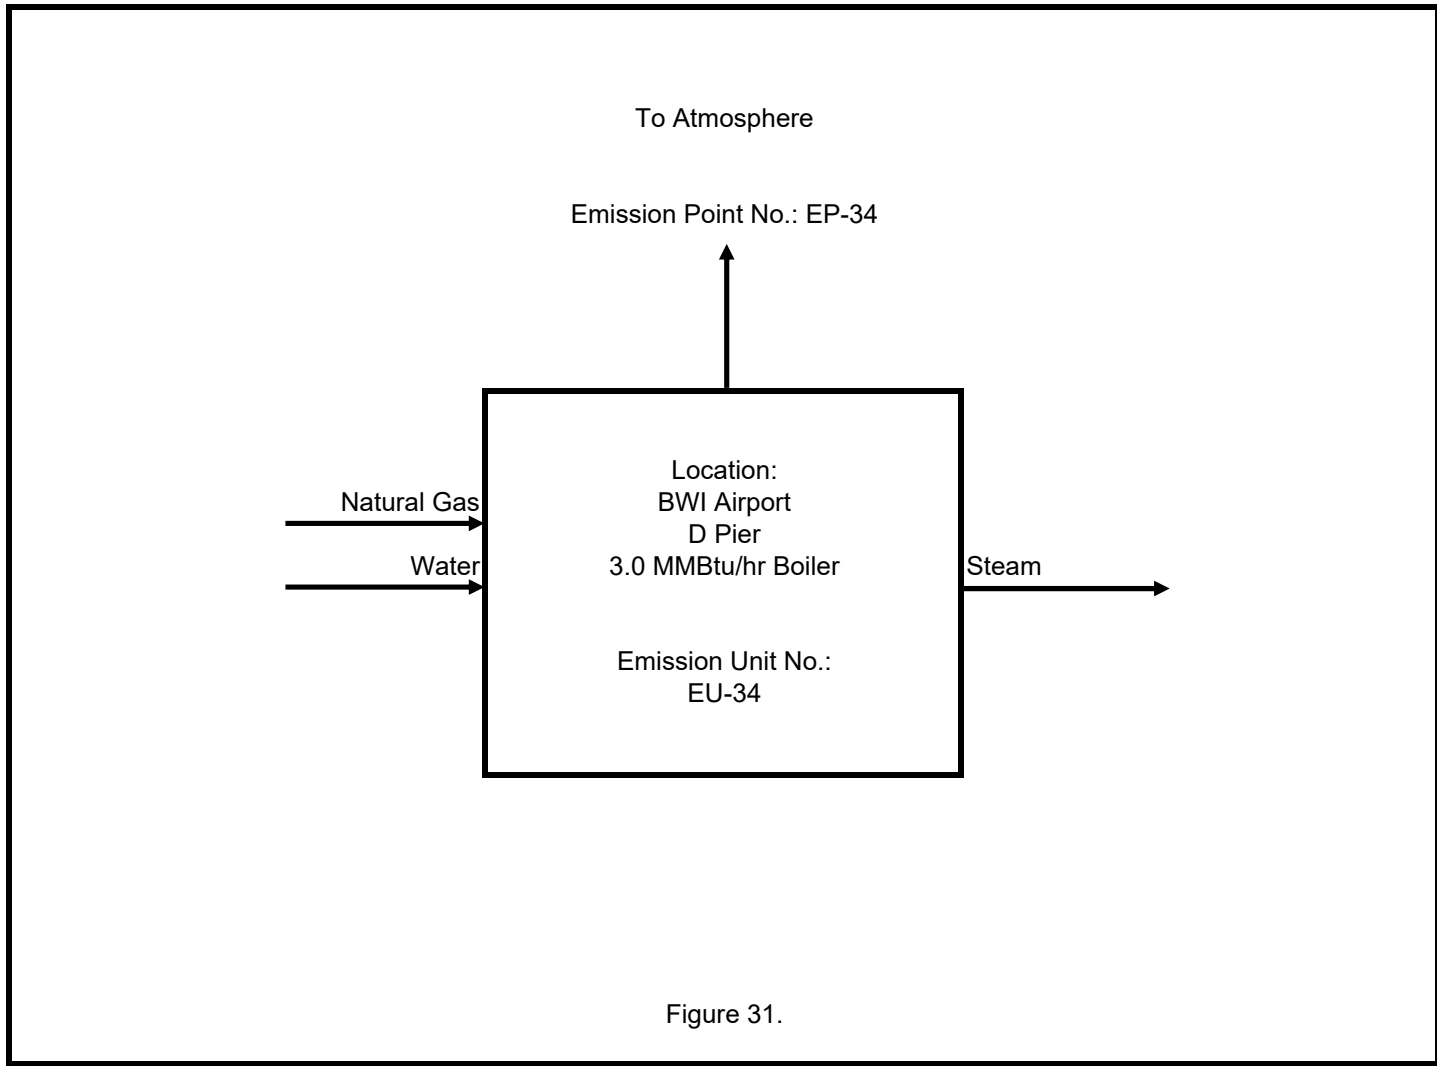 To Atmosphere
Emission Point No.: EP-34
Location:
BWI Airport
D Pier
3.0 MMBtu/hr Boiler
Natural Gas
Water
Steam
Emission Unit No.:
EU-34
Figure 31.